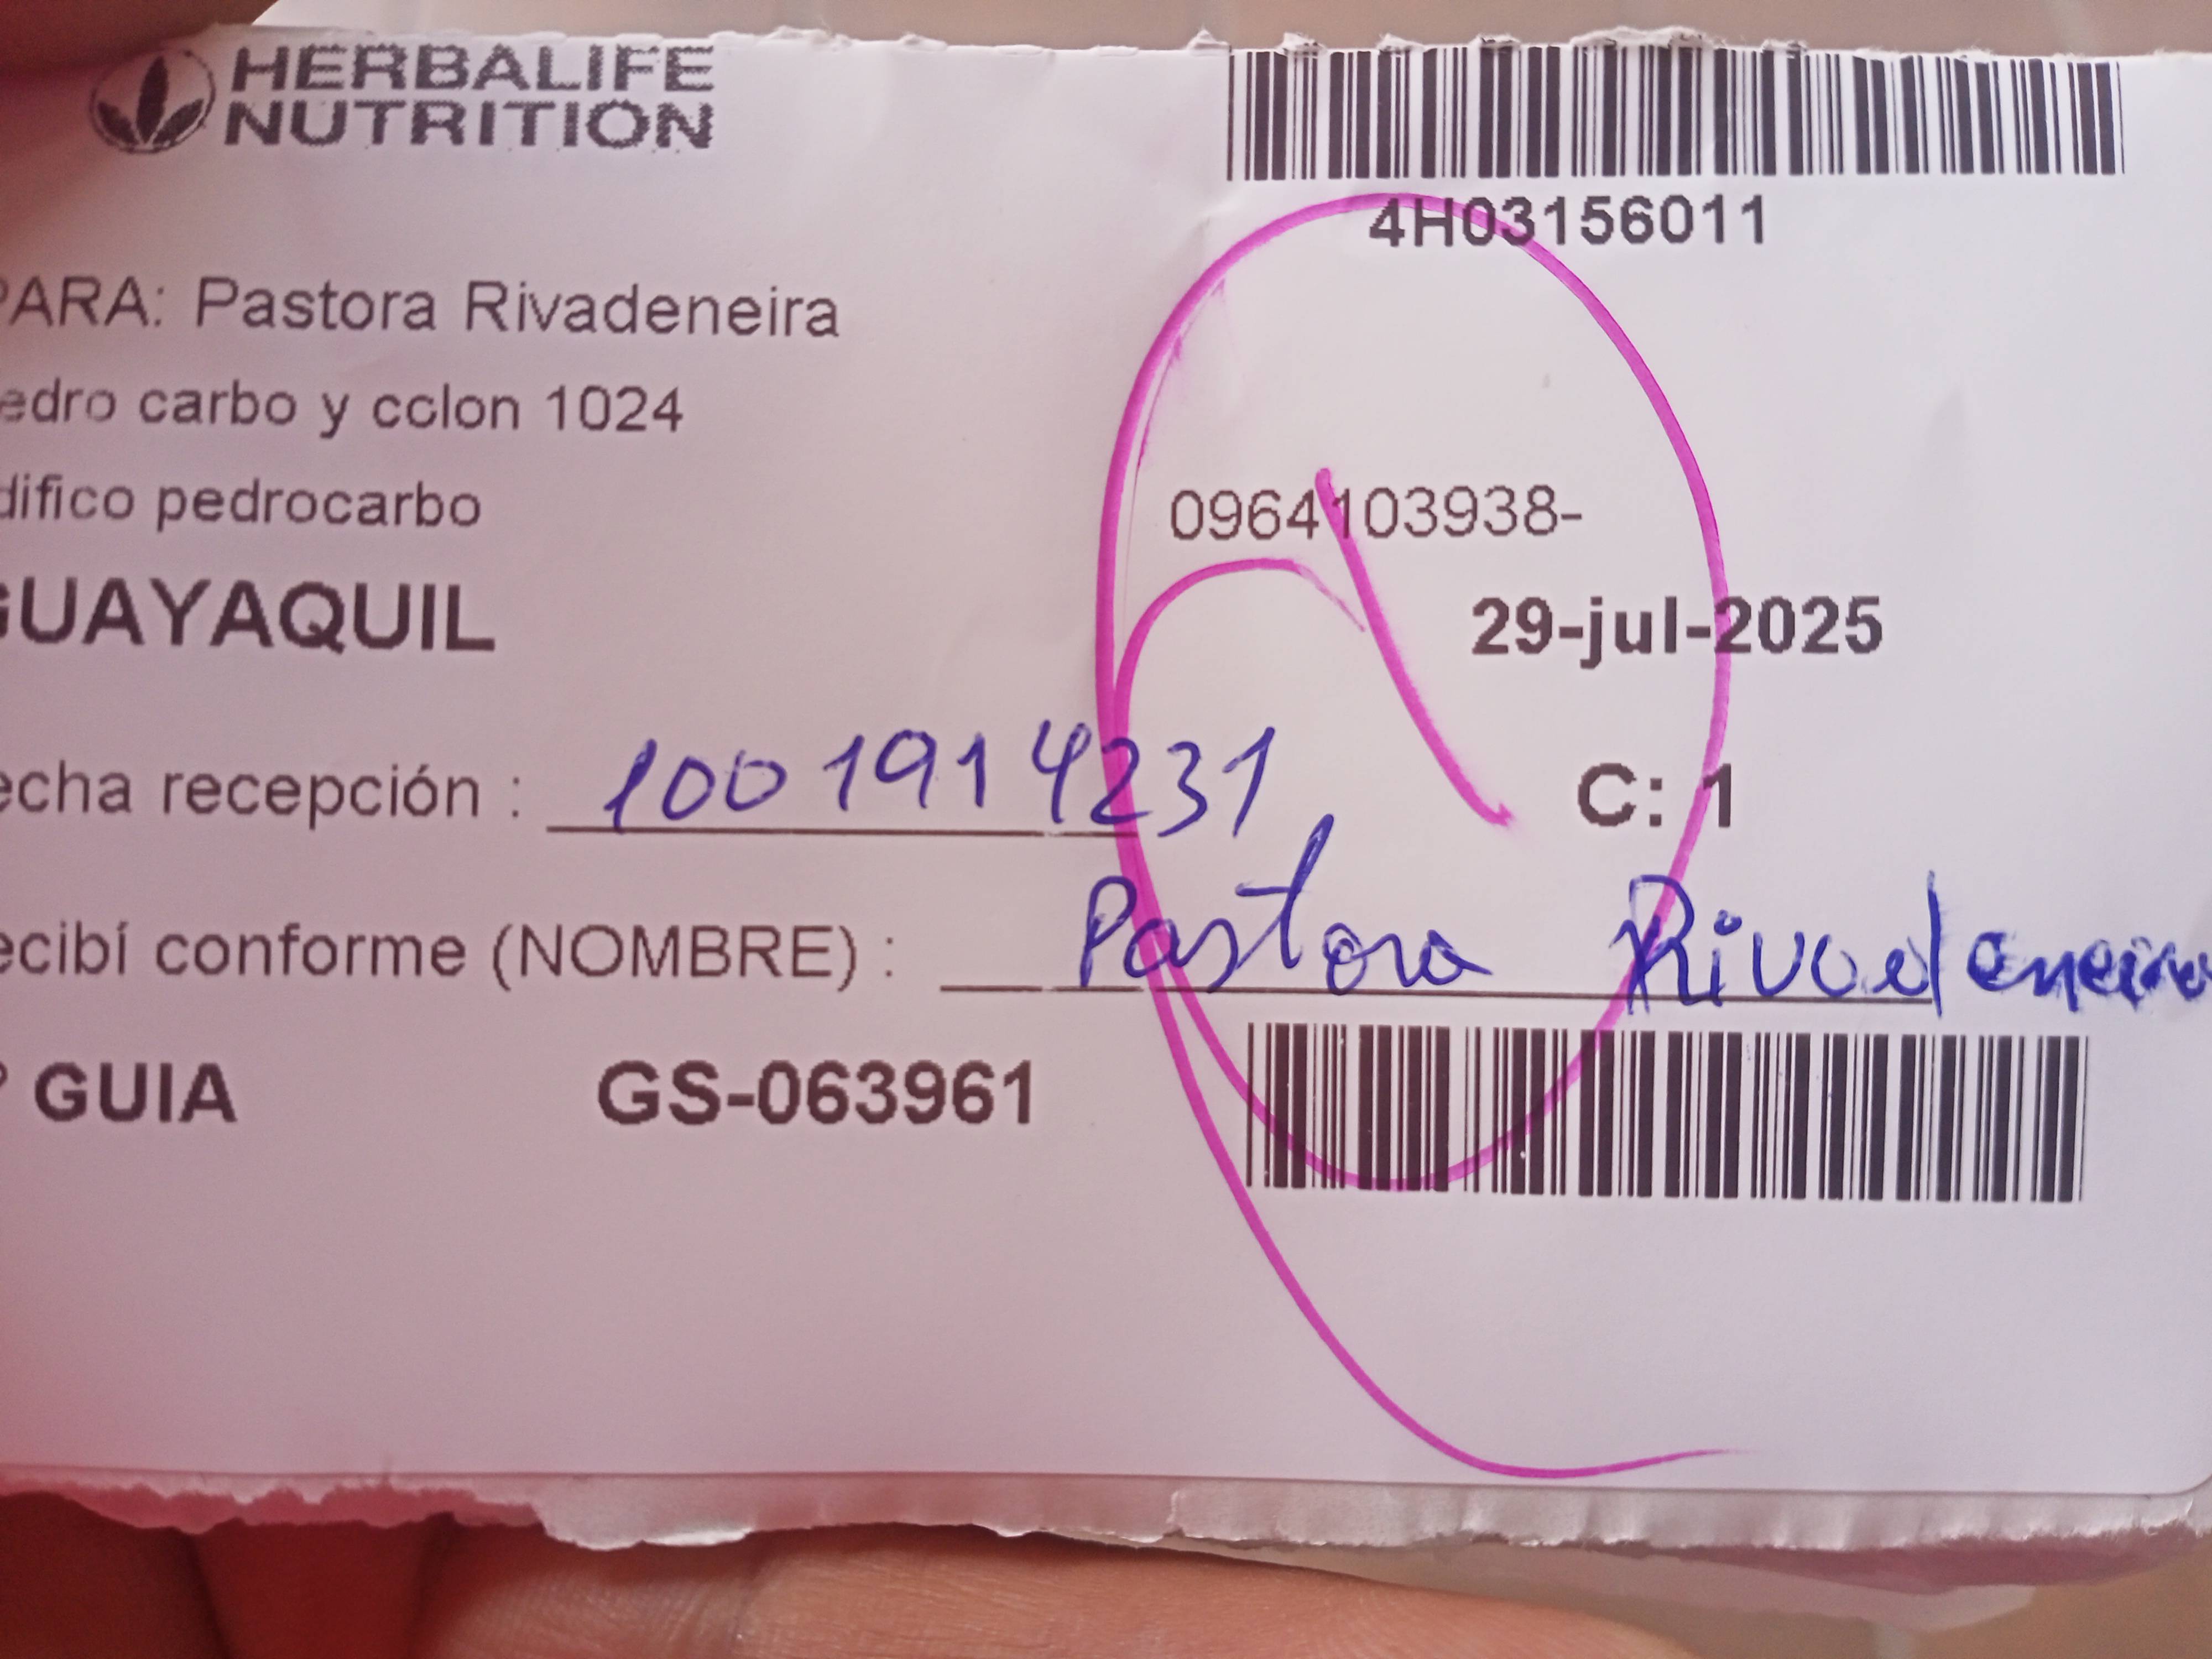 HERBALIFE
NUTRITION
4H03156011
PARA: Pastora Rivadeneira
edro carbo y colon 1024
difico pedrocarbo
0964103938-
GUAYAQUIL
29-jul-2025
echa recepción : 1001914231
C: 1
ecibí conforme (NOMBRE) : Pastora Rivadeneira
° GUIA GS-063961